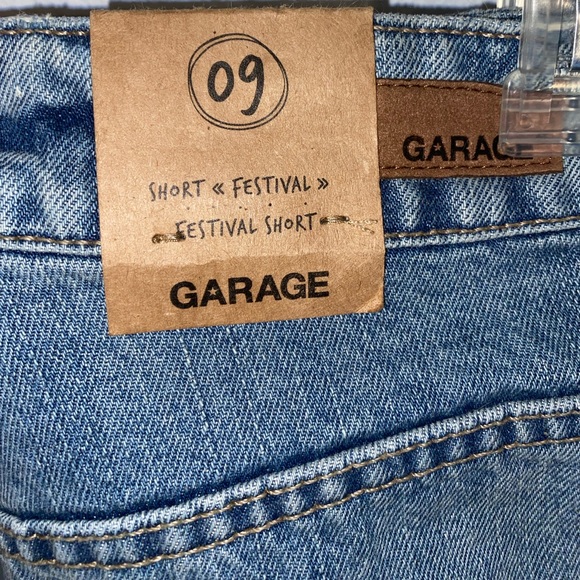 09
SHORT « FESTIVAL »
FESTIVAL SHORT
GARAGE
GARAGE